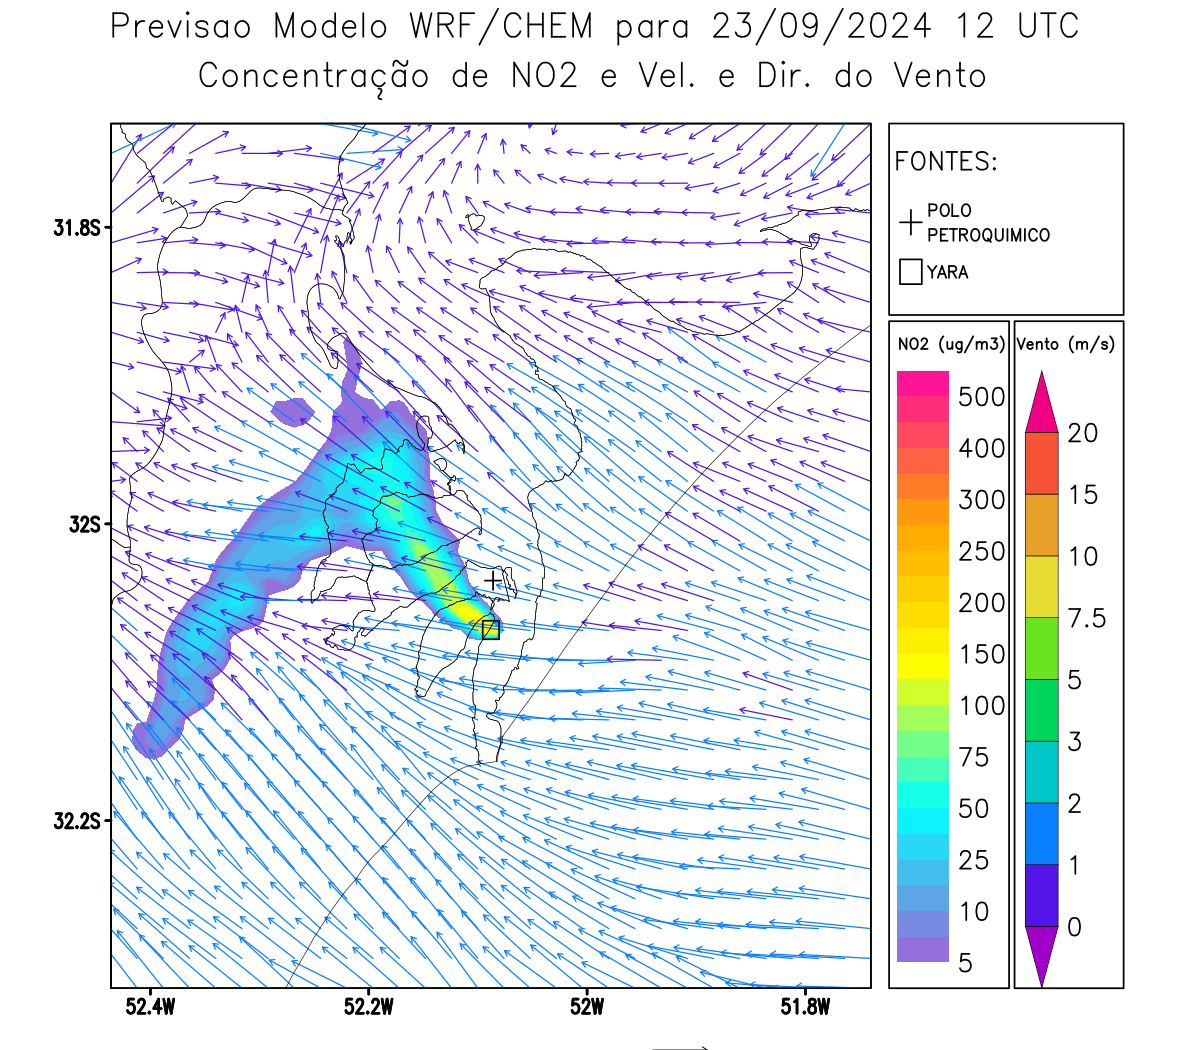 Previsao Modelo WRF/CHEM para 23/09/2024 12 UTC
Concentração de NO2 e Vel. e Dir. do Vento
FONTES:
POLO
PETROQUIMICO
YARA
NO2 (ug/m3)
500
400
300
250
200
150
100
75
50
25
10
5
Vento (m/s)
20
15
10
7.5
5
3
2
1
0
31.8S
32S
32.2S
52.4W 52.2W 52W 51.8W